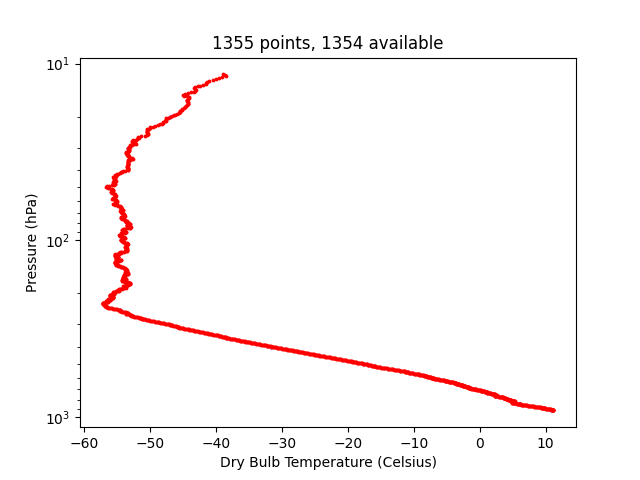 1355 points, 1354 available
10¹
10²
10³
Pressure (hPa)
−60 −50 −40 −30 −20 −10 0 10
Dry Bulb Temperature (Celsius)